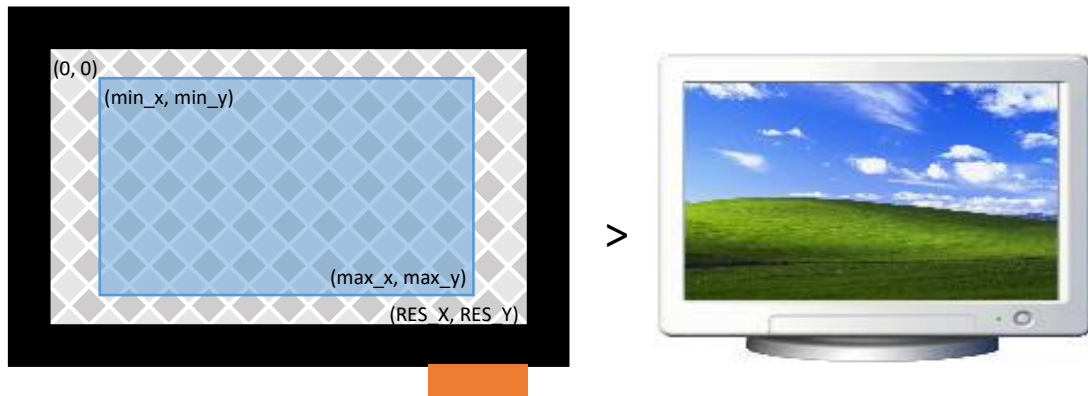 (0, 0)
(min_x, min_y)
(max_x, max_y)
(RES_X, RES_Y)
>